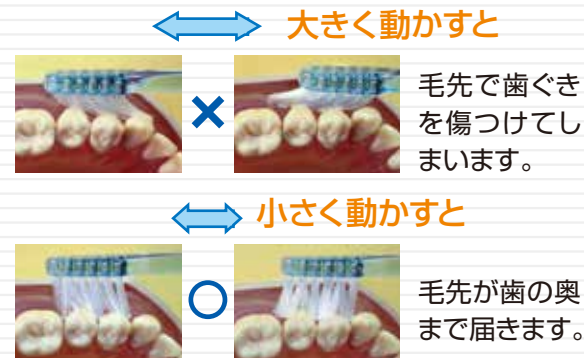 大きく動かすと
毛先で歯ぐき
を傷つけてし
まいます。
小さく動かすと
毛先が歯の奥
まで届きます。